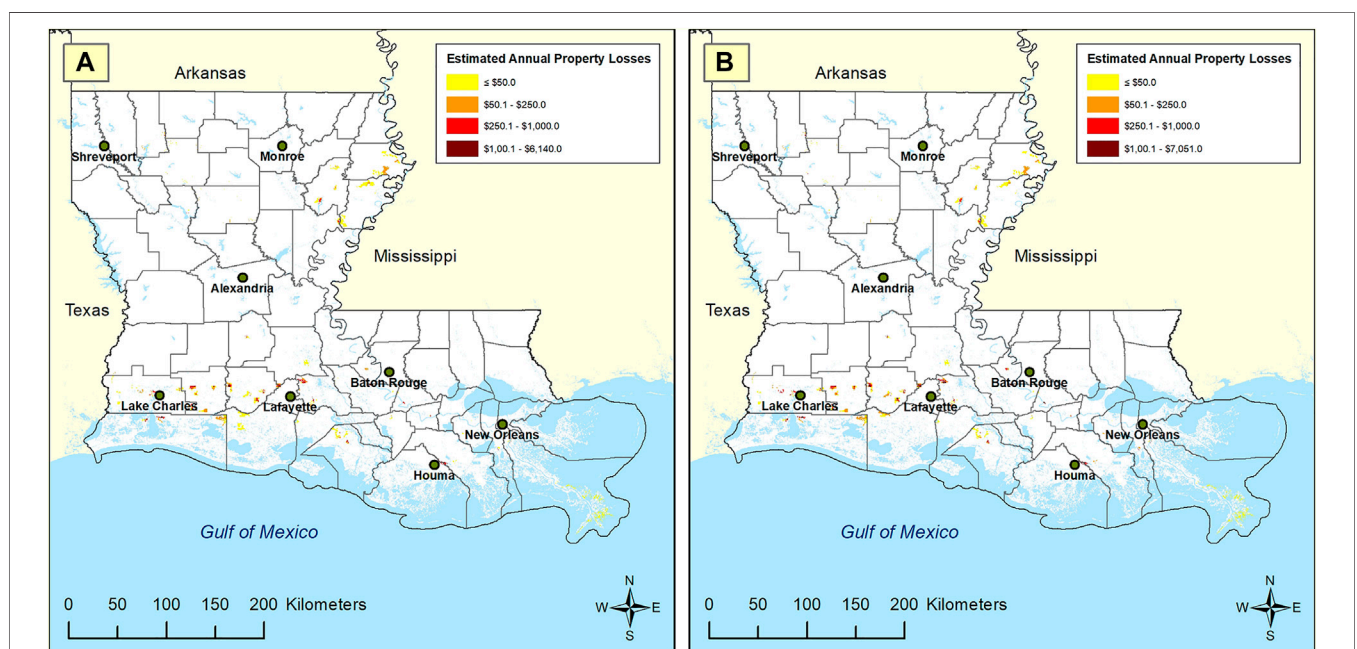 A
Arkansas
Estimated Annual Property Losses
≤ $50.0
$50.1 - $250.0
$250.1 - $1,000.0
$1,00.1 - $6,140.0
Shreveport
Monroe
Mississippi
Alexandria
Texas
Baton Rouge
Lake Charles
Lafayette
New Orleans
Houma
Gulf of Mexico
0 50 100 150 200 Kilometers
N
W E
S
B
Arkansas
Estimated Annual Property Losses
≤ $50.0
$50.1 - $250.0
$250.1 - $1,000.0
$1,00.1 - $7,051.0
Shreveport
Monroe
Mississippi
Alexandria
Texas
Baton Rouge
Lake Charles
Lafayette
New Orleans
Houma
Gulf of Mexico
0 50 100 150 200 Kilometers
N
W E
S